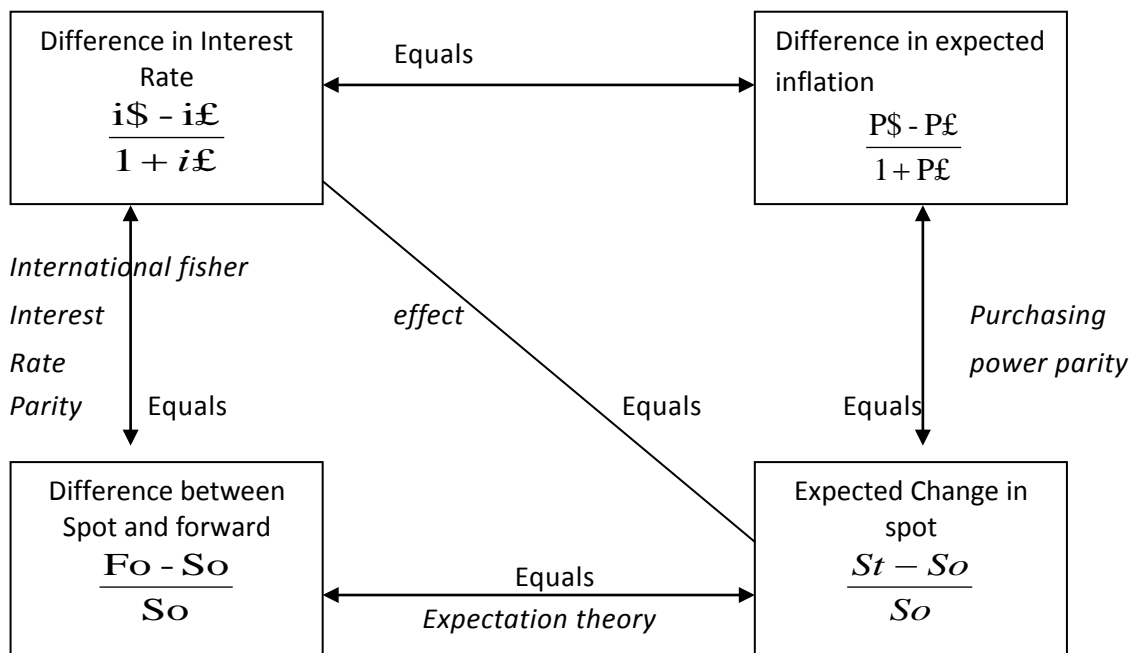 Difference in Interest
Rate
i$ - i£
1 + i£
Equals
Difference in expected
inflation
P$ - P£
1 + P£
International fisher
Interest
Rate
Parity
Equals
effect
Equals
Purchasing
power parity
Equals
Difference between
Spot and forward
Fo - So
So
Equals
Expectation theory
Expected Change in
spot
St – So
So